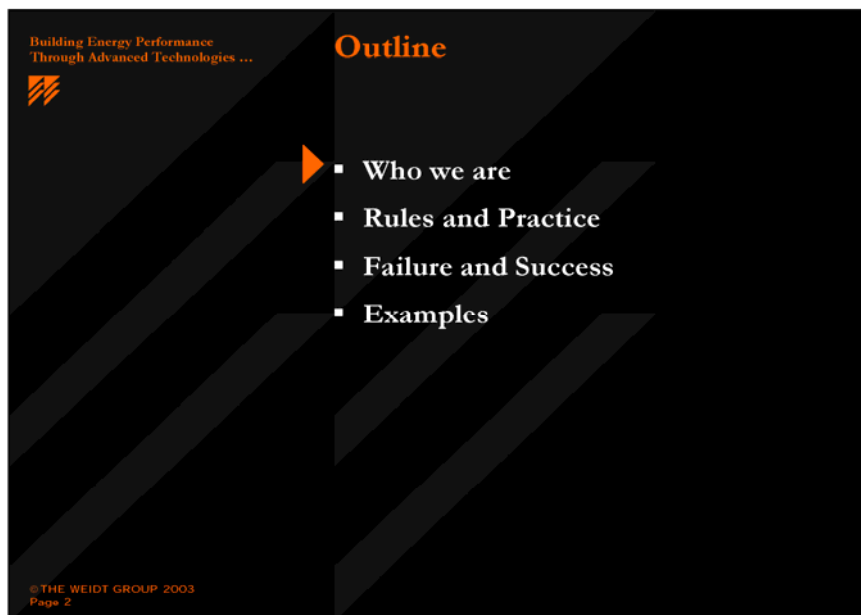 Building Energy Performance
Through Advanced Technologies ...
Outline
▪ Who we are
▪ Rules and Practice
▪ Failure and Success
▪ Examples
©THE WEIDT GROUP 2003
Page 2